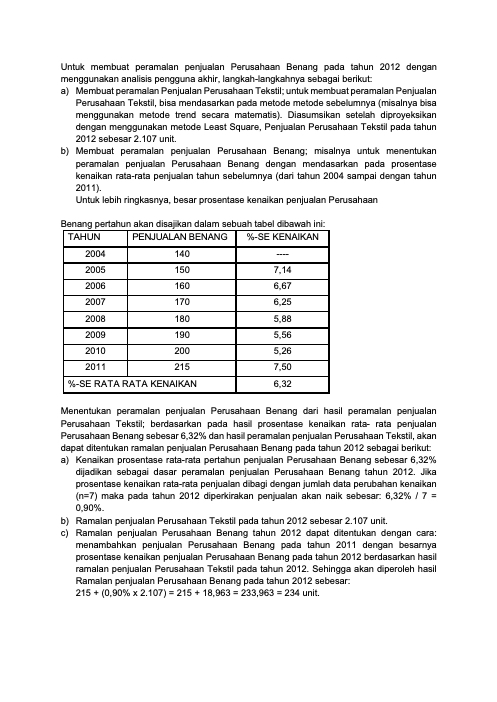 Untuk membuat peramalan penjualan Perusahaan Benang pada tahun 2012 dengan
menggunakan analisis pengguna akhir, langkah-langkahnya sebagai berikut:
a) Membuat peramalan Penjualan Perusahaan Tekstil; untuk membuat peramalan Penjualan
Perusahaan Tekstil, bisa mendasarkan pada metode metode sebelumnya (misalnya bisa
menggunakan metode trend secara matematis). Diasumsikan setelah diproyeksikan
dengan menggunakan metode Least Square, Penjualan Perusahaan Tekstil pada tahun
2012 sebesar 2.107 unit.
b) Membuat peramalan penjualan Perusahaan Benang; misalnya untuk menentukan
peramalan penjualan Perusahaan Benang dengan mendasarkan pada prosentase
kenaikan rata-rata penjualan tahun sebelumnya (dari tahun 2004 sampai dengan tahun
2011).
Untuk lebih ringkasnya, besar prosentase kenaikan penjualan Perusahaan
Benang pertahun akan disajikan dalam sebuah tabel dibawah ini:
TAHUN PENJUALAN BENANG %-SE KENAIKAN
2004 140 ----
2005 150 7,14
2006 160 6,67
2007 170 6,25
2008 180 5,88
2009 190 5,56
2010 200 5,26
2011 215 7,50
%-SE RATA RATA KENAIKAN 6,32
Menentukan peramalan penjualan Perusahaan Benang dari hasil peramalan penjualan
Perusahaan Tekstil; berdasarkan pada hasil prosentase kenaikan rata- rata penjualan
Perusahaan Benang sebesar 6,32% dan hasil peramalan penjualan Perusahaan Tekstil, akan
dapat ditentukan ramalan penjualan Perusahaan Benang pada tahun 2012 sebagai berikut:
a) Kenaikan prosentase rata-rata pertahun penjualan Perusahaan Benang sebesar 6,32%
dijadikan sebagai dasar peramalan penjualan Perusahaan Benang tahun 2012. Jika
prosentase kenaikan rata-rata penjualan dibagi dengan jumlah data perubahan kenaikan
(n=7) maka pada tahun 2012 diperkirakan penjualan akan naik sebesar: 6,32% / 7 =
0,90%.
b) Ramalan penjualan Perusahaan Tekstil pada tahun 2012 sebesar 2.107 unit.
c) Ramalan penjualan Perusahaan Benang tahun 2012 dapat ditentukan dengan cara:
menambahkan penjualan Perusahaan Benang pada tahun 2011 dengan besarnya
prosentase kenaikan penjualan Perusahaan Benang pada tahun 2012 berdasarkan hasil
ramalan penjualan Perusahaan Tekstil pada tahun 2012. Sehingga akan diperoleh hasil
Ramalan penjualan Perusahaan Benang pada tahun 2012 sebesar:
215 + (0,90% x 2.107) = 215 + 18,963 = 233,963 = 234 unit.